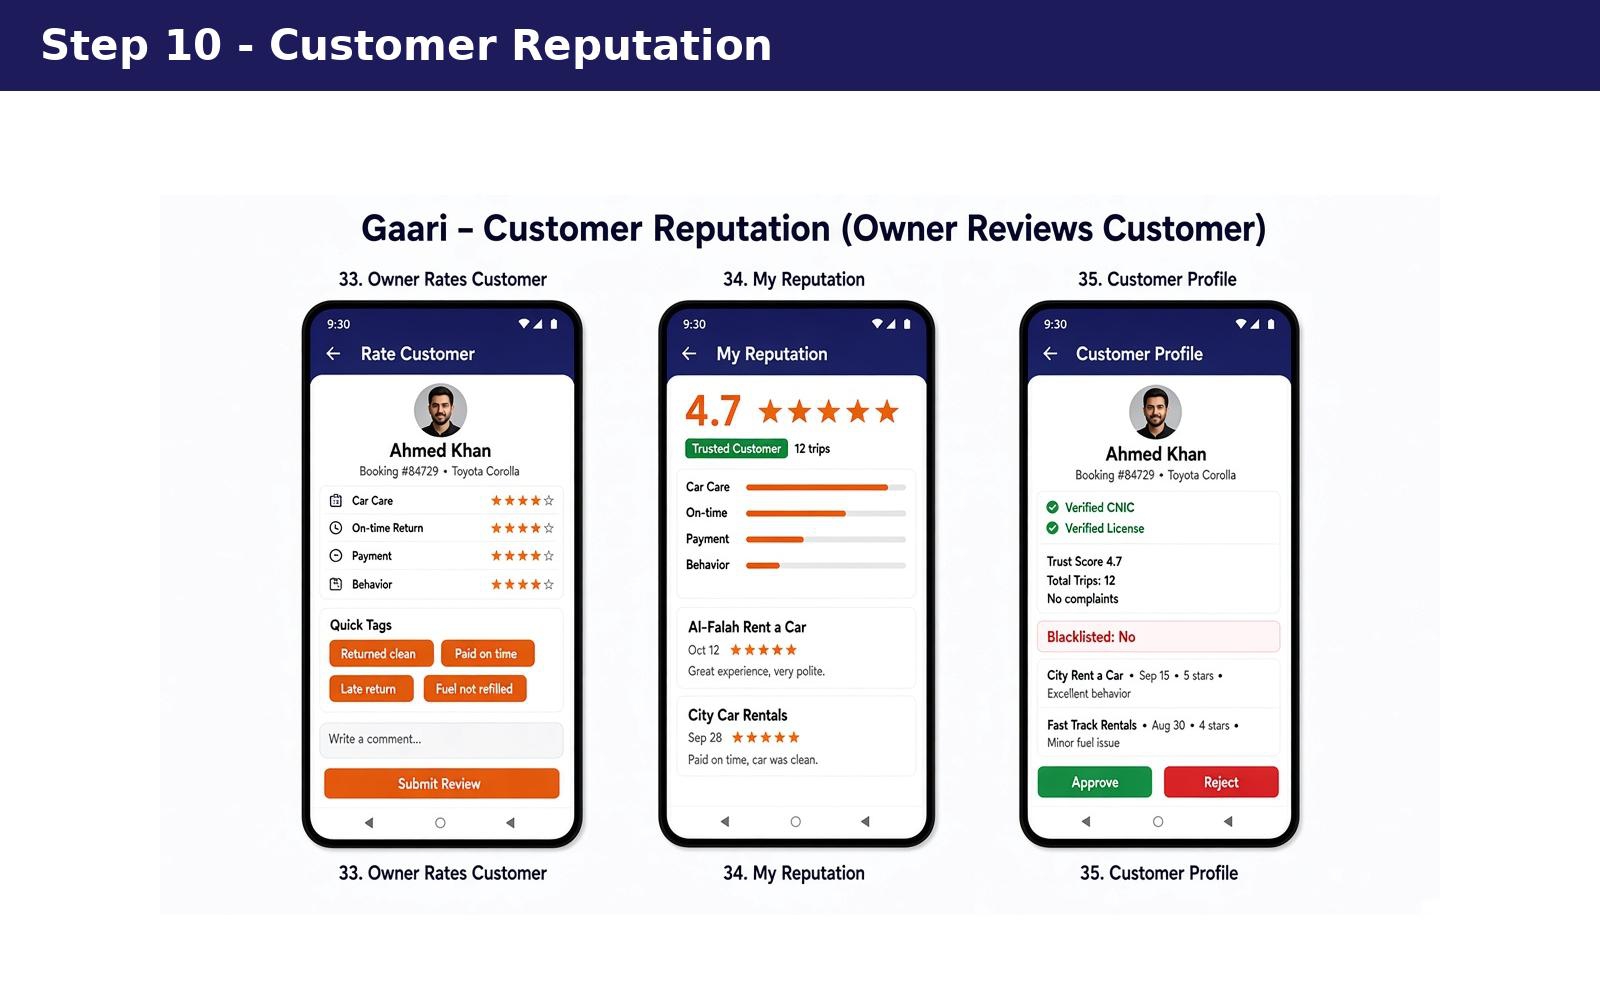 Step 10 - Customer Reputation
Gaari – Customer Reputation (Owner Reviews Customer)
33. Owner Rates Customer
9:30
Rate Customer
Ahmed Khan
Booking #84729 • Toyota Corolla
Car Care
On-time Return
Payment
Behavior
Quick Tags
Returned clean
Paid on time
Late return
Fuel not refilled
Write a comment...
Submit Review
33. Owner Rates Customer
34. My Reputation
9:30
My Reputation
4.7
Trusted Customer 12 trips
Car Care
On-time
Payment
Behavior
Al-Falah Rent a Car
Oct 12
Great experience, very polite.
City Car Rentals
Sep 28
Paid on time, car was clean.
34. My Reputation
35. Customer Profile
9:30
Customer Profile
Ahmed Khan
Booking #84729 • Toyota Corolla
Verified CNIC
Verified License
Trust Score 4.7
Total Trips: 12
No complaints
Blacklisted: No
City Rent a Car • Sep 15 • 5 stars •
Excellent behavior
Fast Track Rentals • Aug 30 • 4 stars •
Minor fuel issue
Approve
Reject
35. Customer Profile